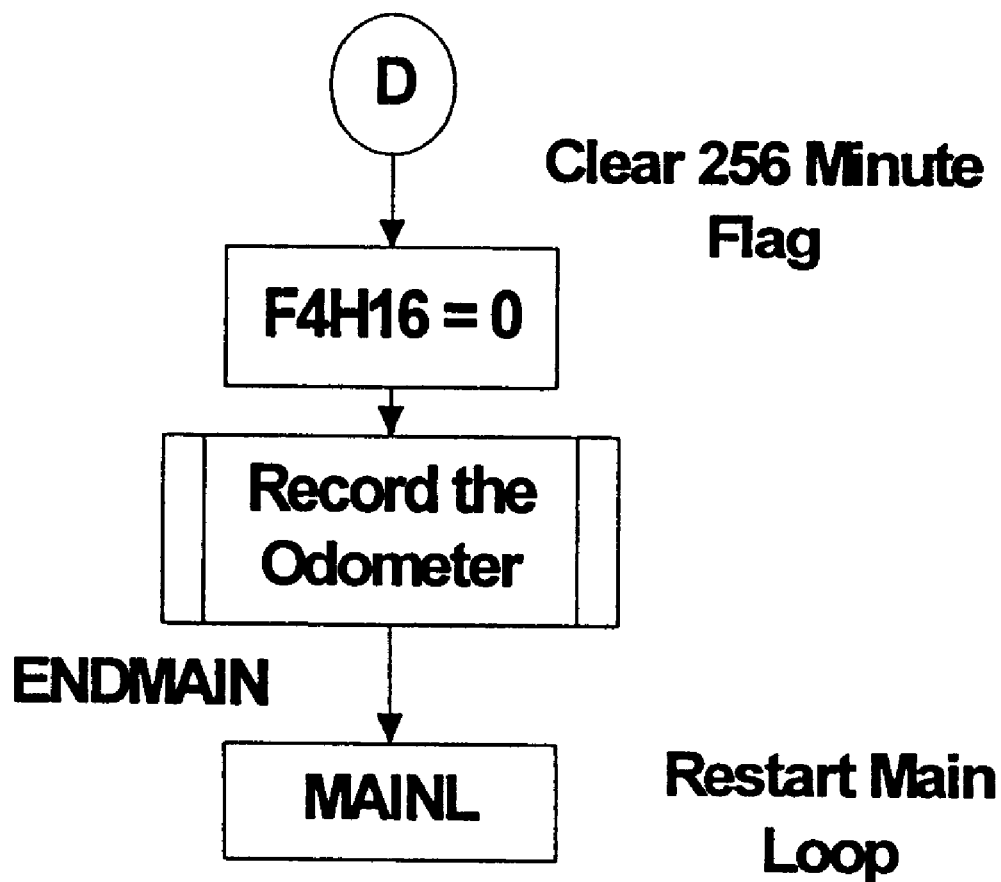 D
Clear 256 Minute
Flag
F4H16 = 0
Record the
Odometer
ENDMAIN
MAINL
Restart Main
Loop